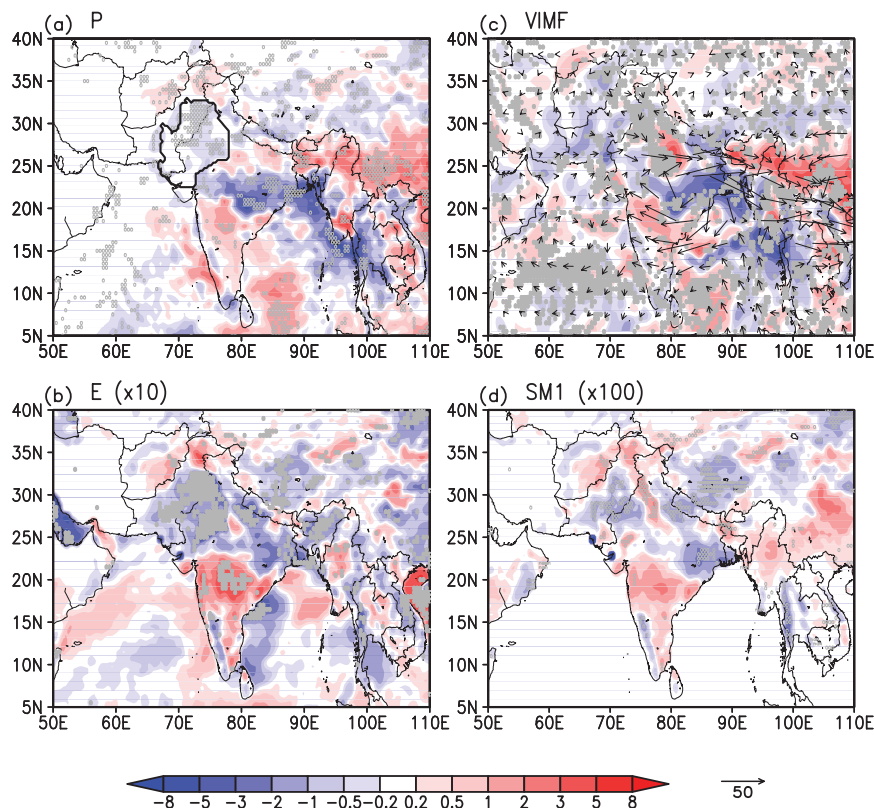 (a) P
40N
35N
30N
25N
20N
15N
10N
5N
50E 60E 70E 80E 90E 100E 110E
(c) VIMF
40N
35N
30N
25N
20N
15N
10N
5N
50E 60E 70E 80E 90E 100E 110E
(b) E (x10)
40N
35N
30N
25N
20N
15N
10N
5N
50E 60E 70E 80E 90E 100E 110E
(d) SM1 (x100)
40N
35N
30N
25N
20N
15N
10N
5N
50E 60E 70E 80E 90E 100E 110E
-8 -5 -3 -2 -1 -0.5 -0.2 0.2 0.5 1 2 3 5 8
50